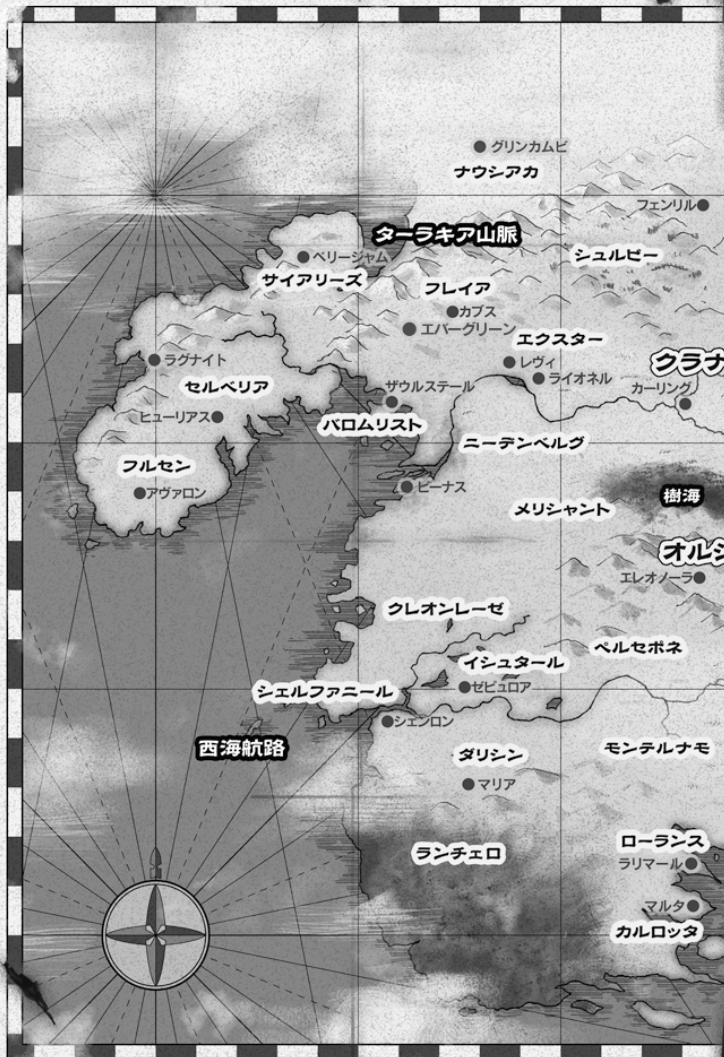 グリンカムビ
ナウシアカ
フェンリル
ターラキア山脈
ベリージャム
シュルビー
サイアリーズ
フレイア
カプス
エバーグリーン
エクスター
ラグナイト
レヴィ
クラナ
ライオネル
セルベリア
ザウルステール
カーリング
ヒューリアス
バロムリスト
ニーデンベルグ
フルセン
ビーナス
アヴァロン
樹海
メリシャント
オルシ
エレオノーラ
クレオンレーゼ
ペルセポネ
イシュタール
シェルファニール
ゼピュロア
シェンロン
西海航路
ダリシン
モンテルナモ
マリア
ローランス
ランチェロ
ラリマール
マルタ
カルロッタ